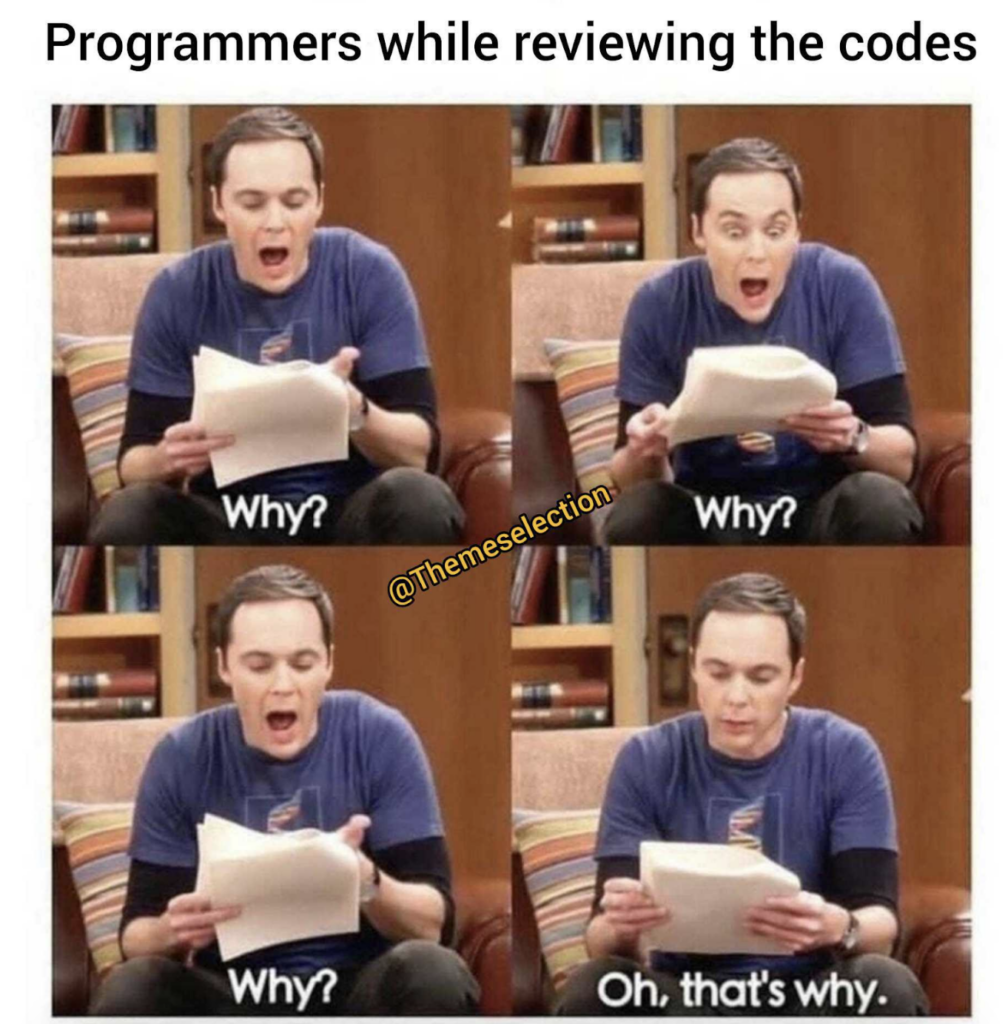 Programmers while reviewing the codes
Why?
Why?
@Themeselection
Why?
Oh, that's why.